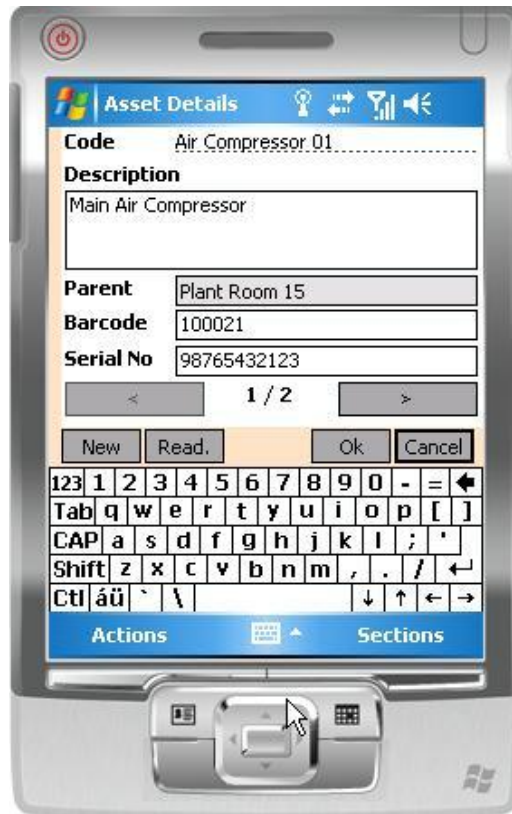 Asset Details
Code Air Compressor 01
Description
Main Air Compressor
Parent Plant Room 15
Barcode 100021
Serial No 98765432123
< 1 / 2 >
New Read. Ok Cancel
123 1 2 3 4 5 6 7 8 9 0 - =
Tab q w e r t y u i o p [ ]
CAP a s d f g h j k l ; '
Shift z x c v b n m , . /
Ctl áü ` \ ↓ ↑ ← →
Actions Sections